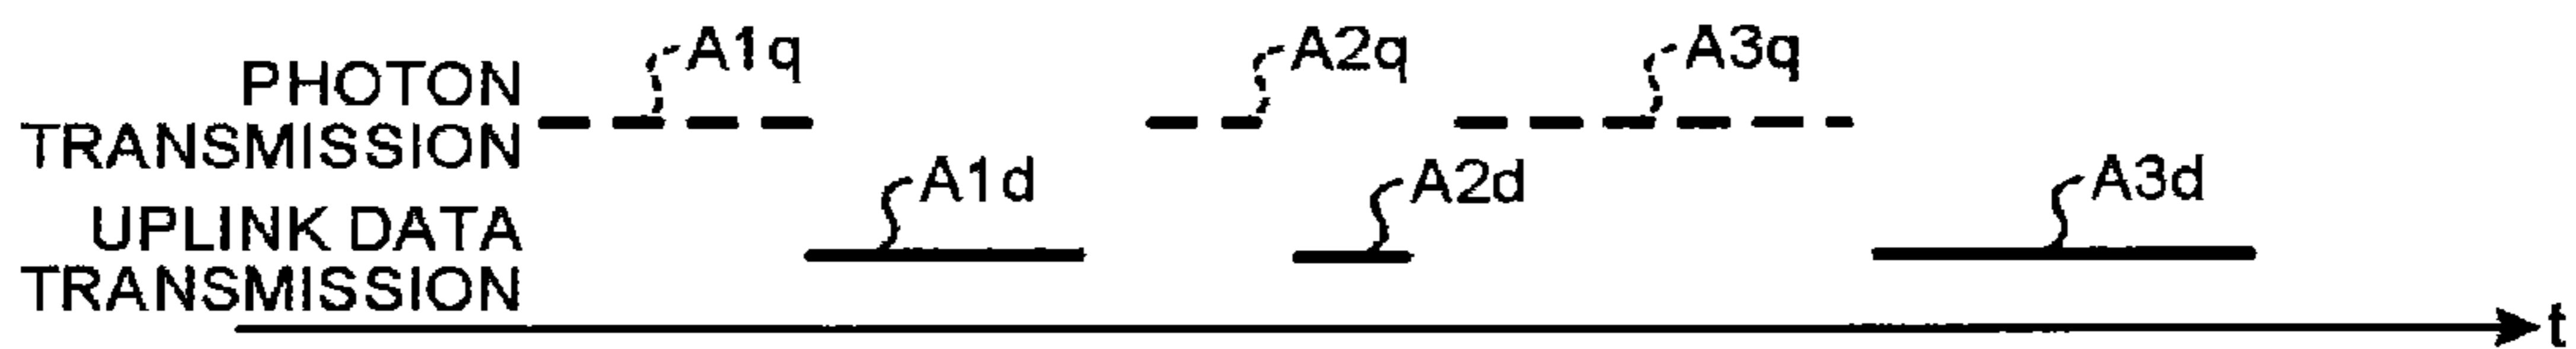 A1q A2q A3q
PHOTON
TRANSMISSION
A1d A2d A3d
UPLINK DATA
TRANSMISSION
t